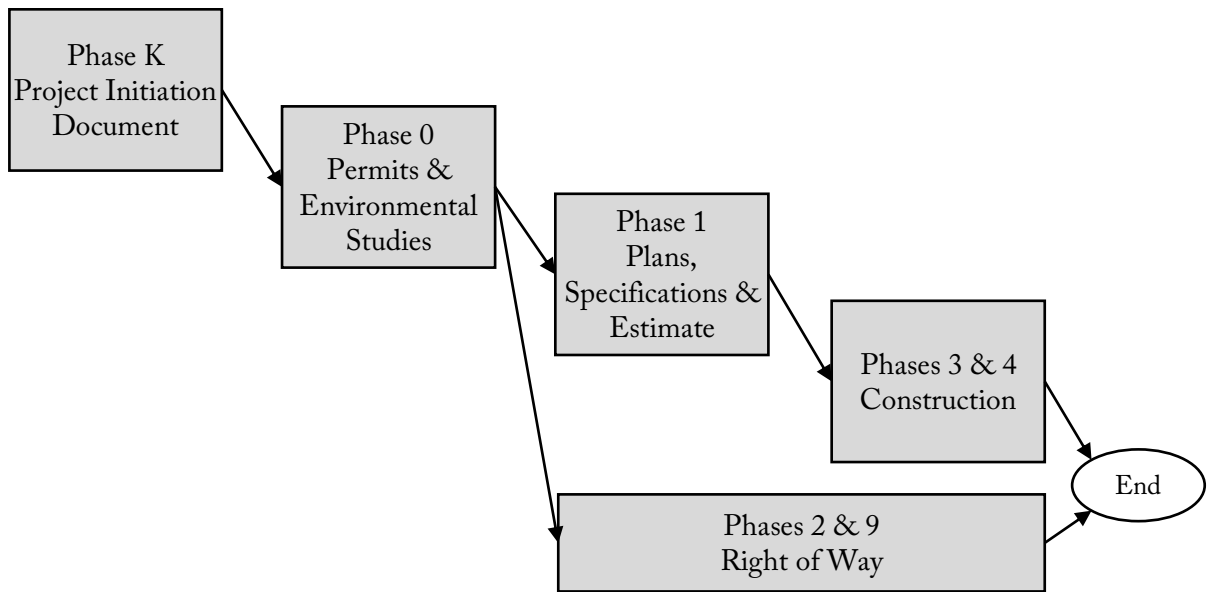 Phase K
Project Initiation
Document
Phase 0
Permits &
Environmental
Studies
Phase 1
Plans,
Specifications &
Estimate
Phases 3 & 4
Construction
End
Phases 2 & 9
Right of Way